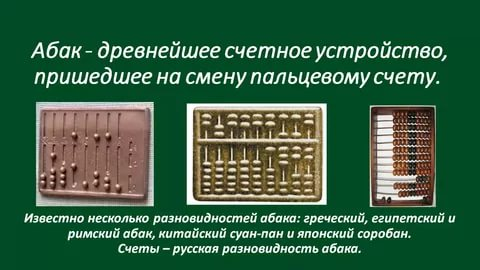 Абак - древнейшее счетное устройство,
пришедшее на смену пальцевому счету.
Известно несколько разновидностей абака: греческий, египетский и
римский абак, китайский суан-пан и японский соробан.
Счеты – русская разновидность абака.